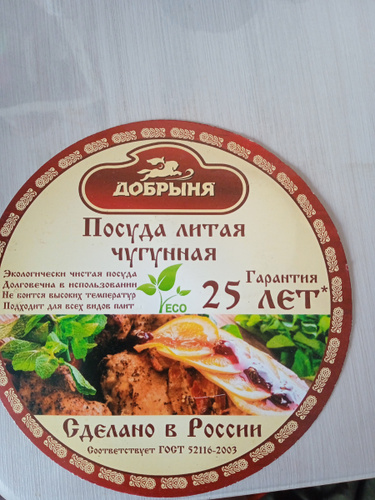 ДОБРЫНЯ
Посуда литая
чугунная
Экологически чистая посуда
Долговечна в использовании
Не боится высоких температур
Подходит для всех видов плит
ECO
Гарантия
25 лет*
Сделано в России
Соответствует ГОСТ 52116-2003